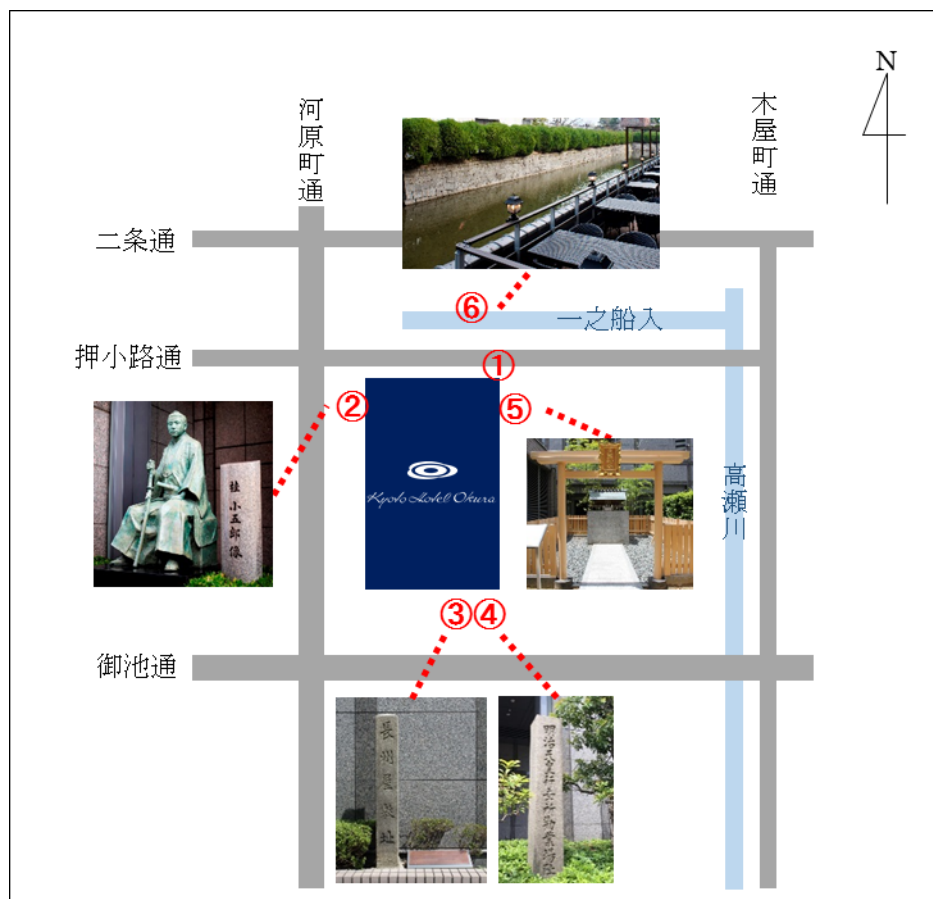 N
河原町通
木屋町通
二条通
⑥
一之船入
押小路通
①
②
⑤
桂小五郎像
Kyoto Hotel Okura
高瀬川
③④
御池通
長州屋敷址